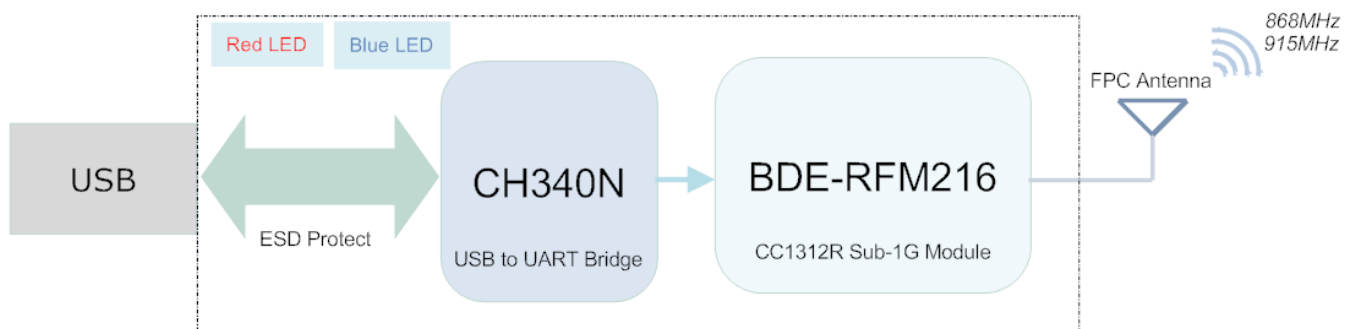 868MHz
915MHz
Red LED
Blue LED
FPC Antenna
USB
CH340N
BDE-RFM216
ESD Protect
USB to UART Bridge
CC1312R Sub-1G Module